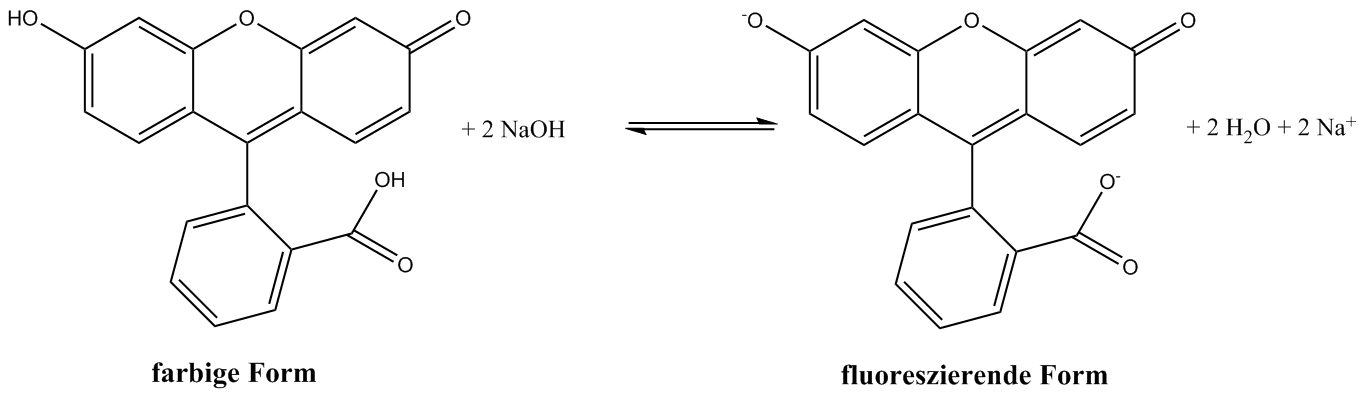 HO O O -O O O
+ 2 NaOH + 2 H2O + 2 Na+
OH O-
O O
farbige Form fluoreszierende Form